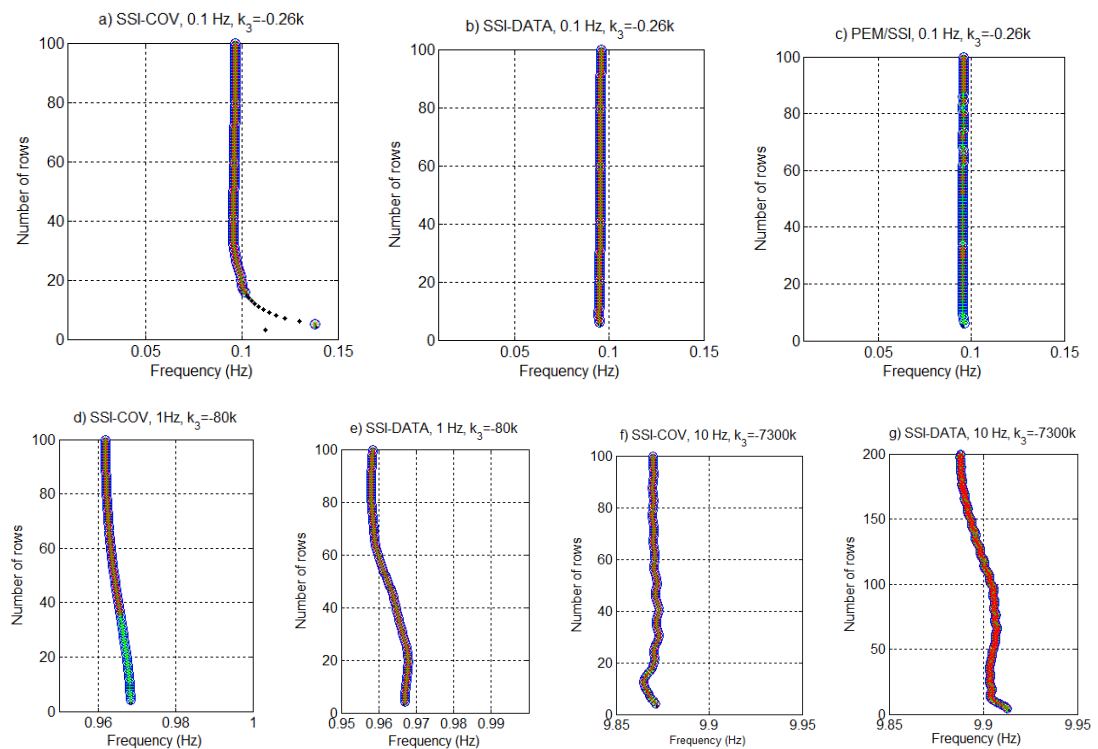 a) SSI-COV, 0.1 Hz, k3=-0.26k
100
80
60
40
20
0
Number of rows
0.05 0.1 0.15
Frequency (Hz)
b) SSI-DATA, 0.1 Hz, k3=-0.26k
100
80
60
40
20
0
Number of rows
0.05 0.1 0.15
Frequency (Hz)
c) PEM/SSI, 0.1 Hz, k3=-0.26k
100
80
60
40
20
0
Number of rows
0.05 0.1 0.15
Frequency (Hz)
d) SSI-COV, 1Hz, k3=-80k
100
80
60
40
20
0
Number of rows
0.96 0.98 1
Frequency (Hz)
e) SSI-DATA, 1 Hz, k3=-80k
100
80
60
40
20
0
Number of rows
0.95 0.96 0.97 0.98 0.99
Frequency (Hz)
f) SSI-COV, 10 Hz, k3=-7300k
100
80
60
40
20
0
Number of rows
9.85 9.9 9.95
Frequency (Hz)
g) SSI-DATA, 10 Hz, k3=-7300k
200
150
100
50
0
Number of rows
9.85 9.9 9.95
Frequency (Hz)